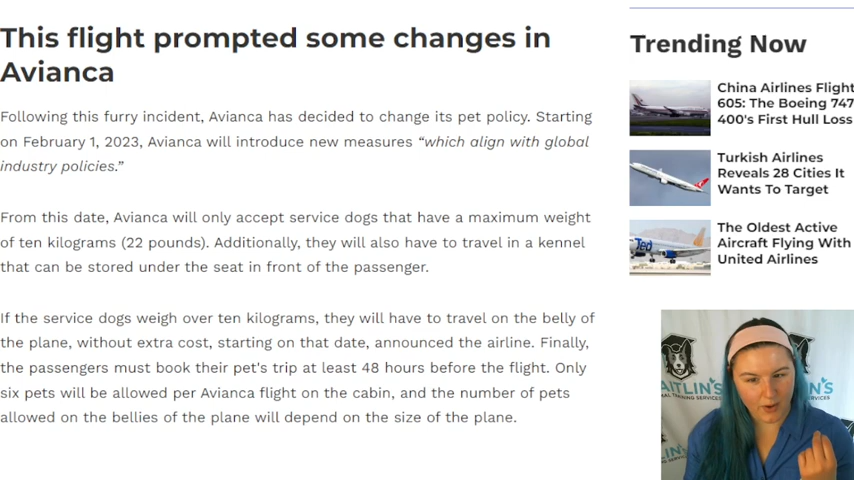 This flight prompted some changes in
Avianca
Following this furry incident, Avianca has decided to change its pet policy. Starting
on February 1, 2023, Avianca will introduce new measures “which align with global
industry policies.”
From this date, Avianca will only accept service dogs that have a maximum weight
of ten kilograms (22 pounds). Additionally, they will also have to travel in a kennel
that can be stored under the seat in front of the passenger.
If the service dogs weigh over ten kilograms, they will have to travel on the belly of
the plane, without extra cost, starting on that date, announced the airline. Finally,
the passengers must book their pet's trip at least 48 hours before the flight. Only
six pets will be allowed per Avianca flight on the cabin, and the number of pets
allowed on the bellies of the plane will depend on the size of the plane.
Trending Now
China Airlines Flight
605: The Boeing 747
400's First Hull Loss
Turkish Airlines
Reveals 28 Cities It
Wants To Target
Ted
The Oldest Active
Aircraft Flying With
United Airlines
AITLIN'S
NAL TRAINING SERVICES
LIN'S
SERVICES